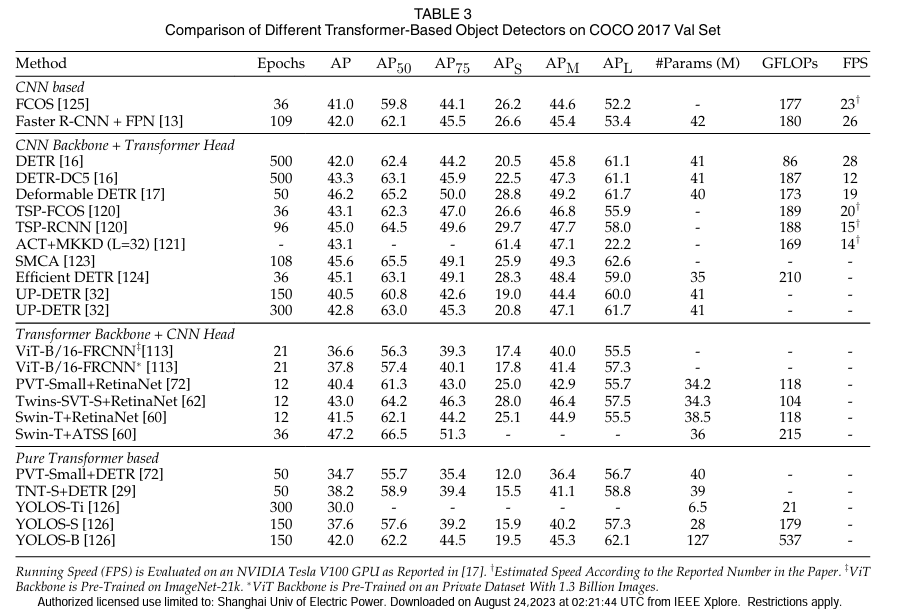 TABLE 3
Comparison of Different Transformer-Based Object Detectors on COCO 2017 Val Set
Method Epochs AP AP50 AP75 APS APM APL #Params (M) GFLOPs FPS
CNN based
FCOS [125] 36 41.0 59.8 44.1 26.2 44.6 52.2 - 177 23†
Faster R-CNN + FPN [13] 109 42.0 62.1 45.5 26.6 45.4 53.4 42 180 26
CNN Backbone + Transformer Head
DETR [16] 500 42.0 62.4 44.2 20.5 45.8 61.1 41 86 28
DETR-DC5 [16] 500 43.3 63.1 45.9 22.5 47.3 61.1 41 187 12
Deformable DETR [17] 50 46.2 65.2 50.0 28.8 49.2 61.7 40 173 19
TSP-FCOS [120] 36 43.1 62.3 47.0 26.6 46.8 55.9 - 189 20†
TSP-RCNN [120] 96 45.0 64.5 49.6 29.7 47.7 58.0 - 188 15†
ACT+MKKD (L=32) [121] - 43.1 - - 61.4 47.1 22.2 - 169 14†
SMCA [123] 108 45.6 65.5 49.1 25.9 49.3 62.6 - - -
Efficient DETR [124] 36 45.1 63.1 49.1 28.3 48.4 59.0 35 210 -
UP-DETR [32] 150 40.5 60.8 42.6 19.0 44.4 60.0 41 - -
UP-DETR [32] 300 42.8 63.0 45.3 20.8 47.1 61.7 41 - -
Transformer Backbone + CNN Head
ViT-B/16-FRCNN‡[113] 21 36.6 56.3 39.3 17.4 40.0 55.5 - - -
ViT-B/16-FRCNN* [113] 21 37.8 57.4 40.1 17.8 41.4 57.3 - - -
PVT-Small+RetinaNet [72] 12 40.4 61.3 43.0 25.0 42.9 55.7 34.2 118 -
Twins-SVT-S+RetinaNet [62] 12 43.0 64.2 46.3 28.0 46.4 57.5 34.3 104 -
Swin-T+RetinaNet [60] 12 41.5 62.1 44.2 25.1 44.9 55.5 38.5 118 -
Swin-T+ATSS [60] 36 47.2 66.5 51.3 - - - 36 215 -
Pure Transformer based
PVT-Small+DETR [72] 50 34.7 55.7 35.4 12.0 36.4 56.7 40 - -
TNT-S+DETR [29] 50 38.2 58.9 39.4 15.5 41.1 58.8 39 - -
YOLOS-Ti [126] 300 30.0 - - - - - 6.5 21 -
YOLOS-S [126] 150 37.6 57.6 39.2 15.9 40.2 57.3 28 179 -
YOLOS-B [126] 150 42.0 62.2 44.5 19.5 45.3 62.1 127 537 -
Running Speed (FPS) is Evaluated on an NVIDIA Tesla V100 GPU as Reported in [17]. †Estimated Speed According to the Reported Number in the Paper. ‡ViT
Backbone is Pre-Trained on ImageNet-21k. *ViT Backbone is Pre-Trained on an Private Dataset With 1.3 Billion Images.
Authorized licensed use limited to: Shanghai Univ of Electric Power. Downloaded on August 24,2023 at 02:21:44 UTC from IEEE Xplore. Restrictions apply.